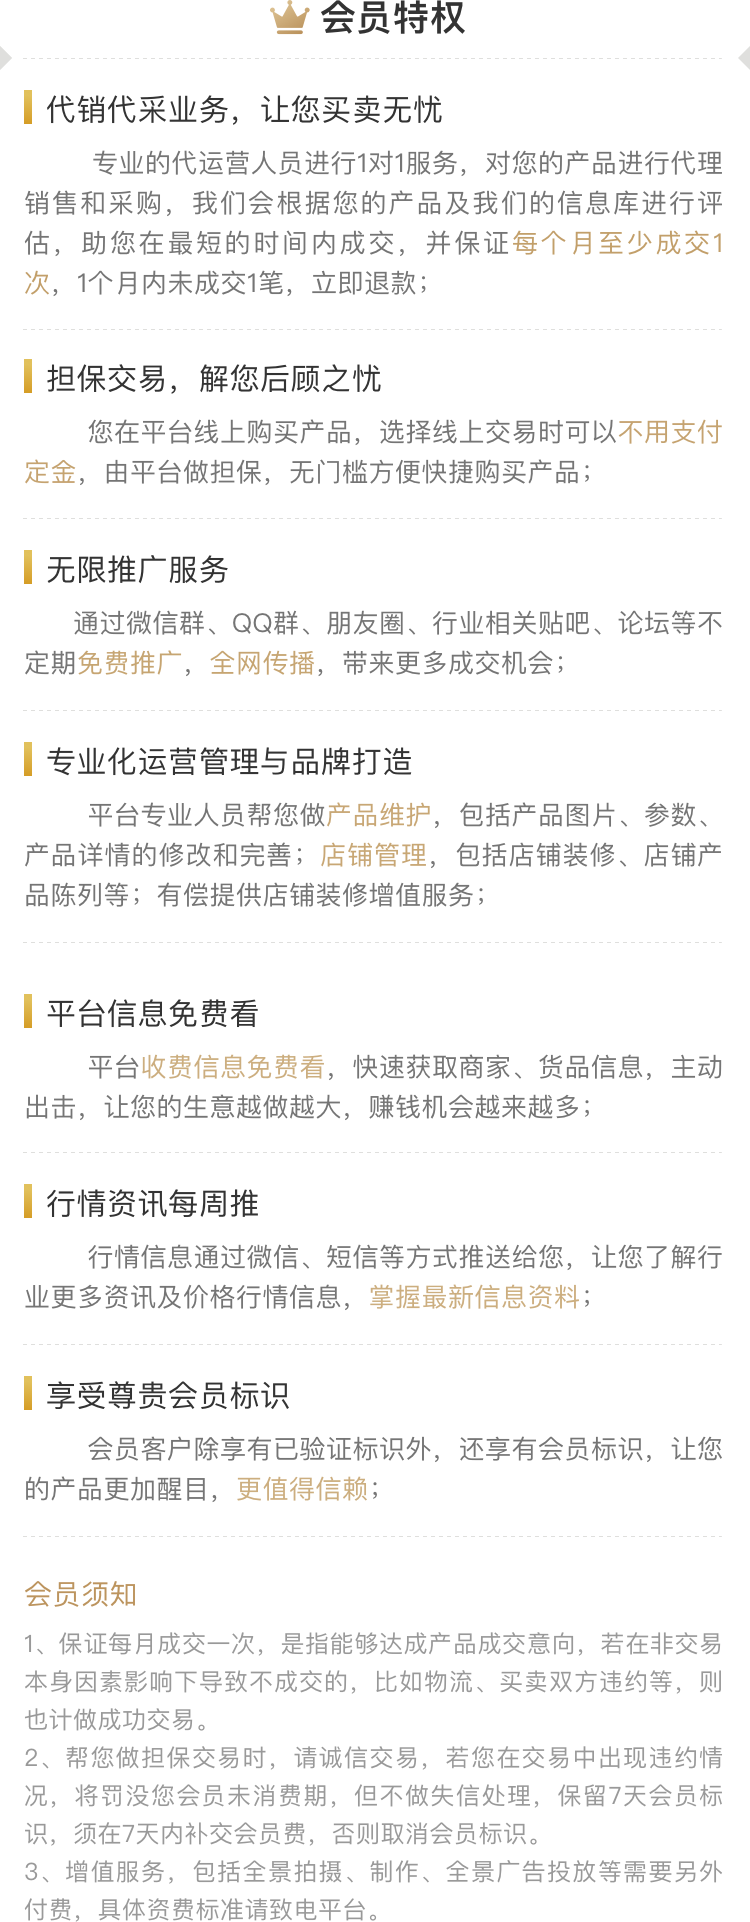 会员特权
代销代采业务，让您买卖无忧
专业的代运营人员进行1对1服务，对您的产品进行代理
销售和采购，我们会根据您的产品及我们的信息库进行评
估，助您在最短的时间内成交，并保证每个月至少成交1
次，1个月内未成交1笔，立即退款；
担保交易，解您后顾之忧
您在平台线上购买产品，选择线上交易时可以不用支付
定金，由平台做担保，无门槛方便快捷购买产品；
无限推广服务
通过微信群、QQ群、朋友圈、行业相关贴吧、论坛等不
定期免费推广，全网传播，带来更多成交机会；
专业化运营管理与品牌打造
平台专业人员帮您做产品维护，包括产品图片、参数、
产品详情的修改和完善；店铺管理，包括店铺装修、店铺产
品陈列等；有偿提供店铺装修增值服务；
平台信息免费看
平台收费信息免费看，快速获取商家、货品信息，主动
出击，让您的生意越做越大，赚钱机会越来越多；
行情资讯每周推
行情信息通过微信、短信等方式推送给您，让您了解行
业更多资讯及价格行情信息，掌握最新信息资料；
享受尊贵会员标识
会员客户除享有已验证标识外，还享有会员标识，让您
的产品更加醒目，更值得信赖；
会员须知
1、保证每月成交一次，是指能够达成产品成交意向，若在非交易
本身因素影响下导致不成交的，比如物流、买卖双方违约等，则
也计做成功交易。
2、帮您做担保交易时，请诚信交易，若您在交易中出现违约情
况，将罚没您会员未消费期，但不做失信处理，保留7天会员标
识，须在7天内补交会员费，否则取消会员标识。
3、增值服务，包括全景拍摄、制作、全景广告投放等需要另外
付费，具体资费标准请致电平台。